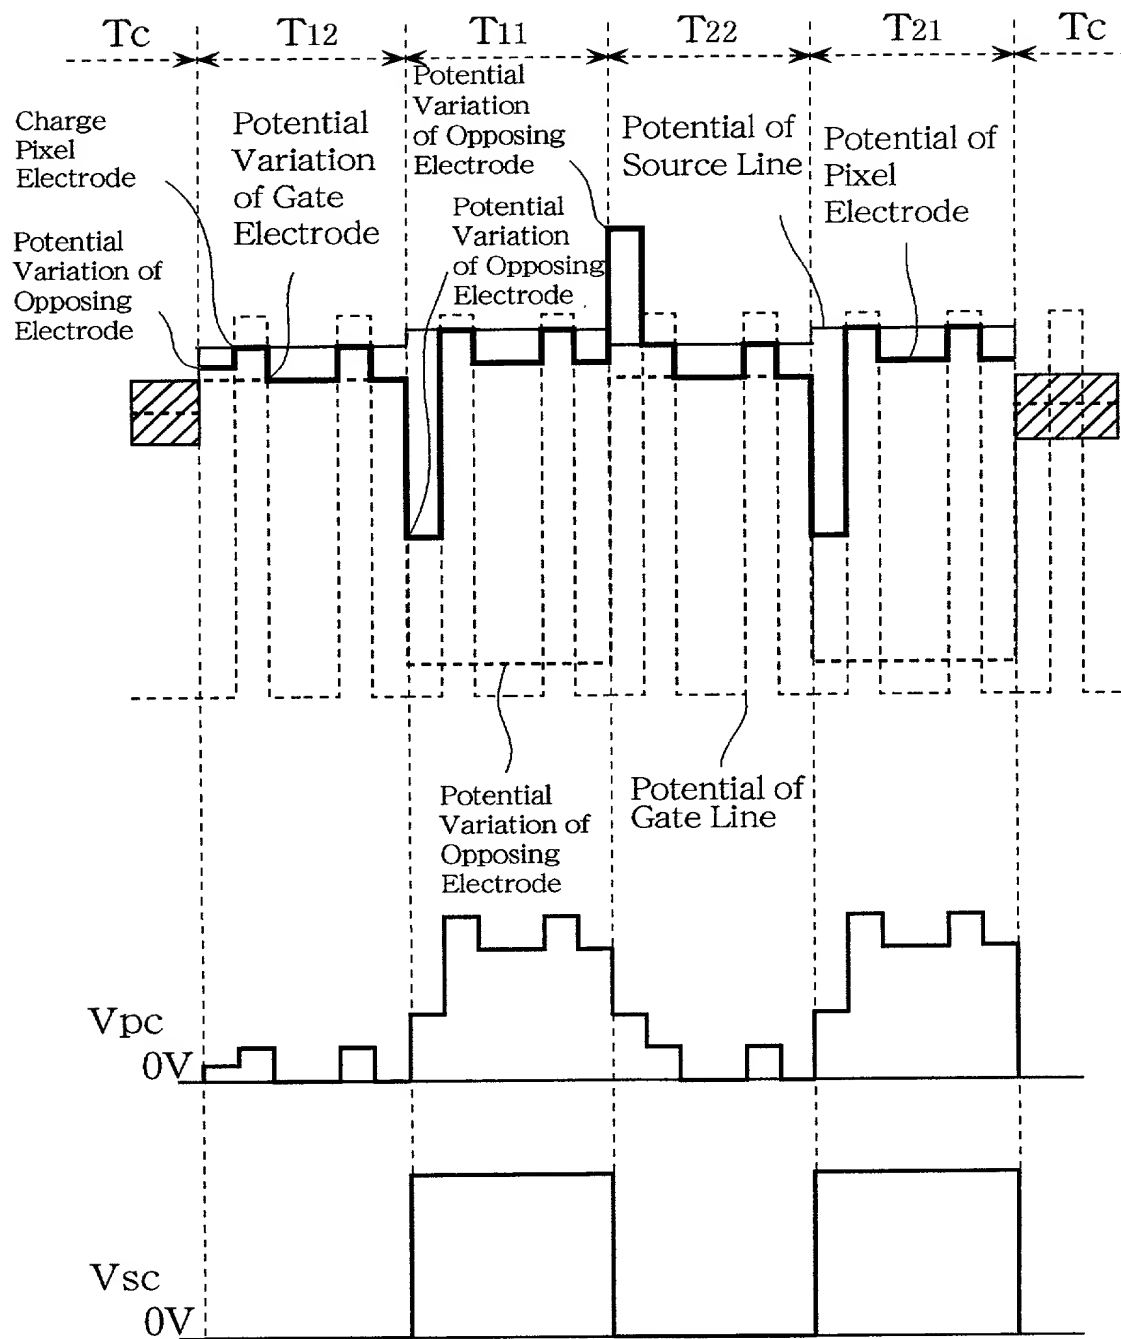 Tc T12 T11 T22 T21 Tc
Charge
Pixel
Electrode
Potential
Variation
of Gate
Electrode
Potential
Variation
of Opposing
Electrode
Potential of
Source Line
Potential of
Pixel
Electrode
Potential
Variation of
Opposing
Electrode
Potential
Variation
of Opposing
Electrode
Potential
Variation of
Opposing
Electrode
Potential of
Gate Line
Vpc
0V
Vsc
0V